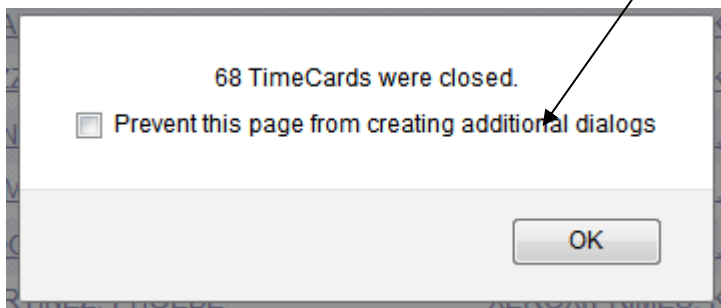 68 TimeCards were closed.
Prevent this page from creating additional dialogs
OK